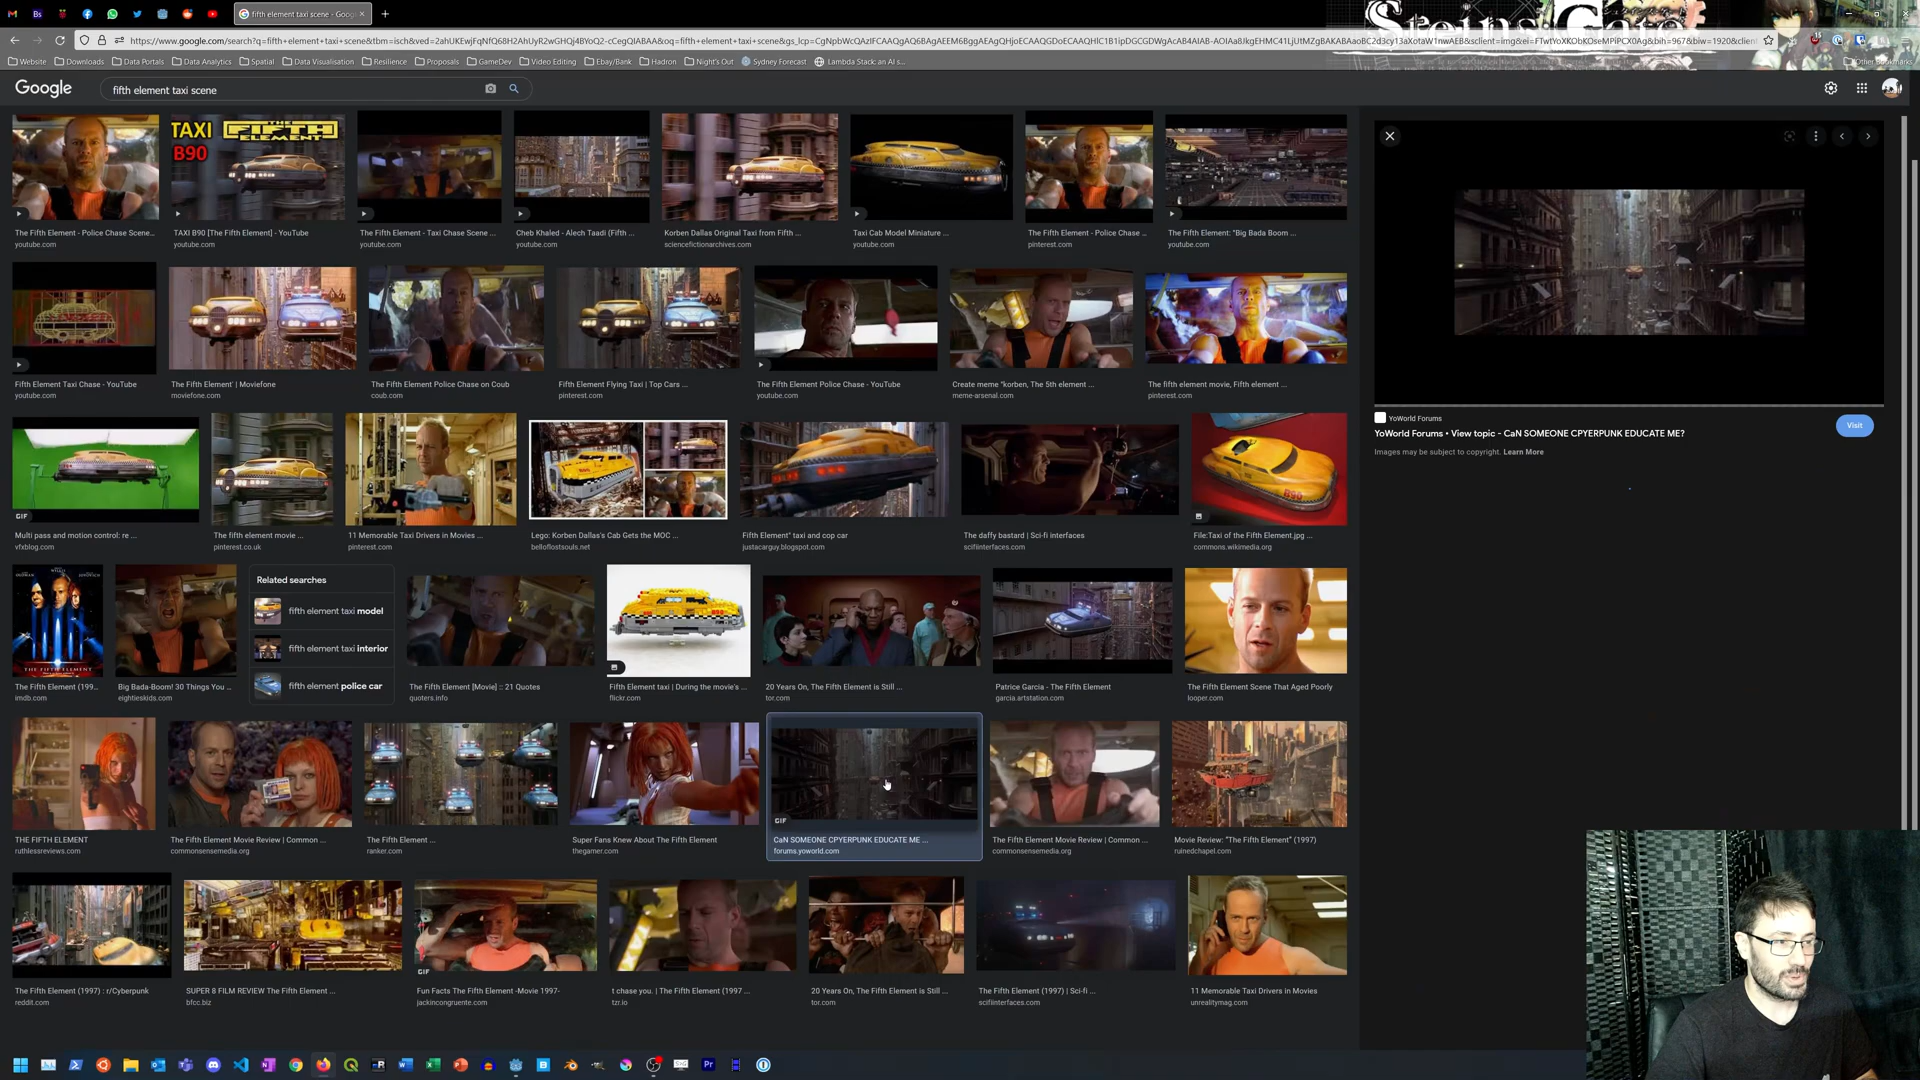 fifth element taxi scene - Goog
https://www.google.com/search?q=fifth+element+taxi+scene&tbm=isch&ved=2ahUKEwjFqNfQ68H2AhUyR2wGHQj4BYoQ2-cCegQIABAA&oq=fifth+element+taxi+scene
Website Downloads Data Portals Data Analytics Spatial Data Visualisation Resilience Proposals GameDev Video Editing Ebay/Bank Hadron Night's Out Sydney Forecast Lambda Stack: an AI s... Other Bookmarks
Google
fifth element taxi scene
TAXI THE FIFTH ELEMENT
B90
The Fifth Element - Police Chase Scene...
youtube.com
TAXI B90 [The Fifth Element] - YouTube
youtube.com
The Fifth Element - Taxi Chase Scene ...
youtube.com
Cheb Khaled - Alech Taadi (Fifth ...
youtube.com
Korben Dallas Original Taxi from Fifth ...
sciencefictionarchives.com
Taxi Cab Model Miniature ...
youtube.com
The Fifth Element - Police Chase ..
pinterest.com
The Fifth Element: "Big Bada Boom ...
youtube.com
Fifth Element Taxi Chase - YouTube
youtube.com
The Fifth Element' | Moviefone
moviefone.com
The Fifth Element Police Chase on Coub
coub.com
Fifth Element Flying Taxi | Top Cars ...
pinterest.com
The Fifth Element Police Chase - YouTube
youtube.com
Create meme "korben, The 5th element ...
meme-arsenal.com
The fifth element movie, Fifth element ...
pinterest.com
GIF
Multi pass and motion control: re ...
vfxblog.com
The fifth element movie ...
pinterest.co.uk
11 Memorable Taxi Drivers in Movies ...
pinterest.com
Lego: Korben Dallas's Cab Gets the MOC ...
belloflostsouls.net
Fifth Element" taxi and cop car
justacarguy.blogspot.com
The daffy bastard | Sci-fi interfaces
scifiinterfaces.com
File:Taxi of the Fifth Element.jpg ...
commons.wikimedia.org
The Fifth Element (199...
imdb.com
Big Bada-Boom! 30 Things You ...
eightieskids.com
Related searches
fifth element taxi model
fifth element taxi interior
fifth element police car
The Fifth Element [Movie] :: 21 Quotes
quoters.info
Fifth Element taxi | During the movie's ...
flickr.com
20 Years On, The Fifth Element is Still ...
tor.com
Patrice Garcia - The Fifth Element
garcia.artstation.com
The Fifth Element Scene That Aged Poorly
looper.com
THE FIFTH ELEMENT
ruthlessreviews.com
The Fifth Element Movie Review | Common ...
commonsensemedia.org
The Fifth Element ...
ranker.com
Super Fans Knew About The Fifth Element
thegamer.com
GIF
CaN SOMEONE CPYERPUNK EDUCATE ME ...
forums.yoworld.com
The Fifth Element Movie Review | Common ...
commonsensemedia.org
Movie Review: "The Fifth Element" (1997)
ruinedchapel.com
The Fifth Element (1997) : r/Cyberpunk
reddit.com
SUPER 8 FILM REVIEW The Fifth Element ...
bfcc.biz
GIF
Fun Facts The Fifth Element -Movie 1997-
jackincongruente.com
t chase you. | The Fifth Element (1997 ...
tzr.io
20 Years On, The Fifth Element is Still ...
tor.com
The Fifth Element (1997) | Sci-fi ...
scifiinterfaces.com
11 Memorable Taxi Drivers in Movies
unrealitymag.com
YoWorld Forums
YoWorld Forums • View topic - CaN SOMEONE CPYERPUNK EDUCATE ME?
Visit
Images may be subject to copyright. Learn More